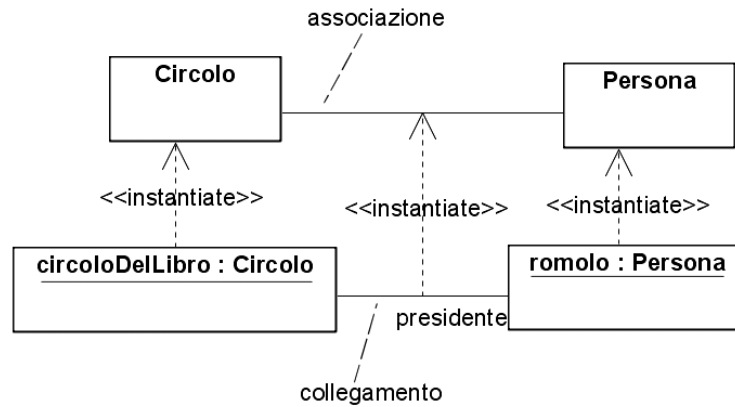 associazione
Circolo
Persona
<<instantiate>>
<<instantiate>>
<<instantiate>>
circoloDelLibro : Circolo
romolo : Persona
presidente
collegamento